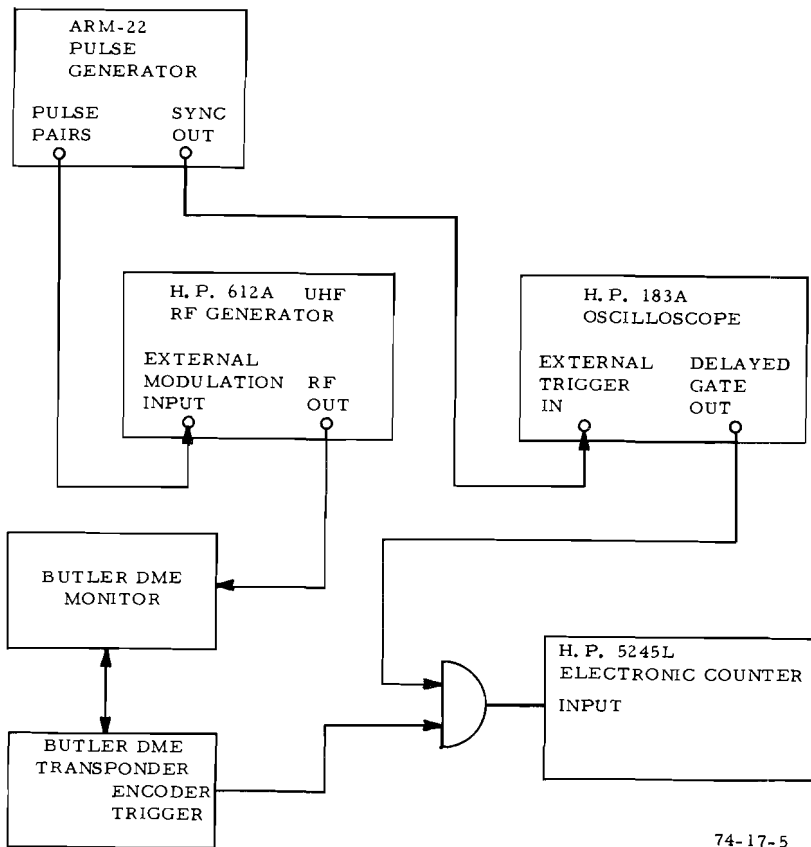 ARM-22
PULSE
GENERATOR
PULSE
PAIRS
SYNC
OUT
H. P. 612A UHF
RF GENERATOR
EXTERNAL
MODULATION
INPUT
RF
OUT
H. P. 183A
OSCILLOSCOPE
EXTERNAL
TRIGGER
IN
DELAYED
GATE
OUT
BUTLER DME
MONITOR
H. P. 5245L
ELECTRONIC COUNTER
INPUT
BUTLER DME
TRANSPONDER
ENCODER
TRIGGER
74-17-5